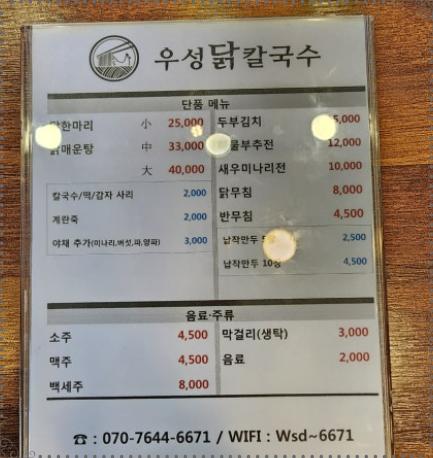 우성닭칼국수
단품 메뉴
한마리 小 25,000
닭매운탕 中 33,000
大 40,000
칼국수/떡/감자 사리 2,000
계란죽 2,000
야채 추가(미나리,버섯,파,양파) 3,000
두부김치 5,000
물부추전 12,000
새우미나리전 10,000
닭무침 8,000
반무침 4,500
납작만두 2,500
납작만두 10장 4,500
음료·주류
소주 4,500
맥주 4,500
백세주 8,000
막걸리(생탁) 3,000
음료 2,000
☎ : 070-7644-6671 / WIFI : Wsd~6671